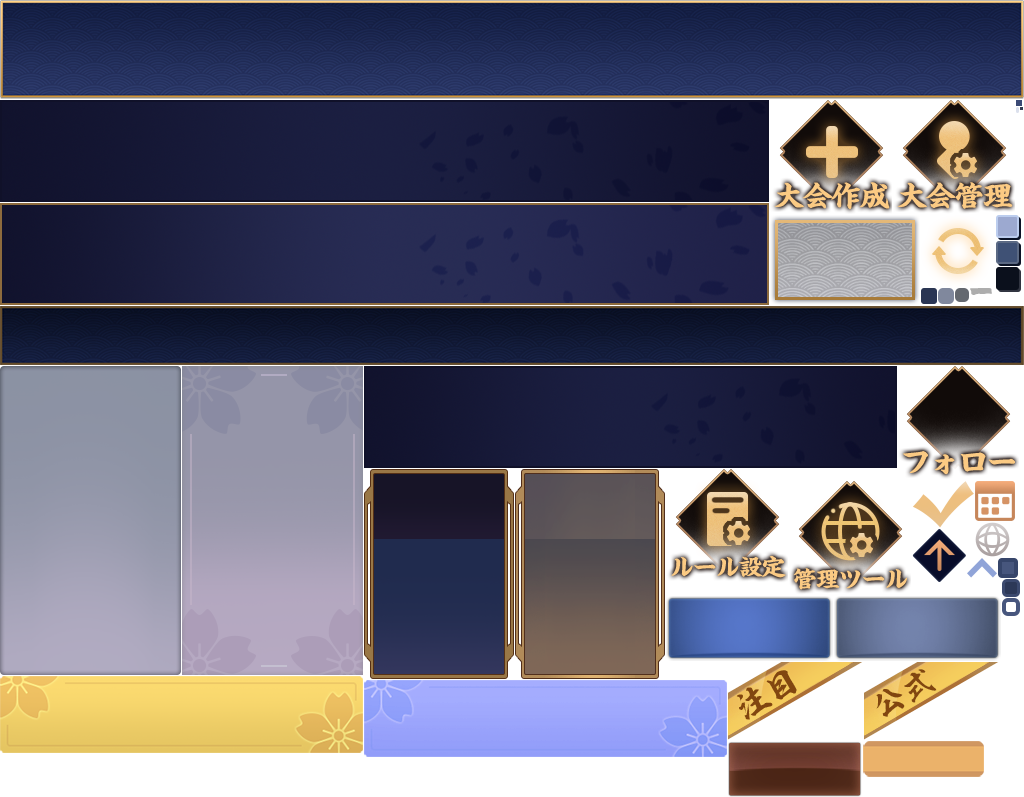 大会作成
大会管理
フォロー
ルール設定
管理ツール
注目
公式